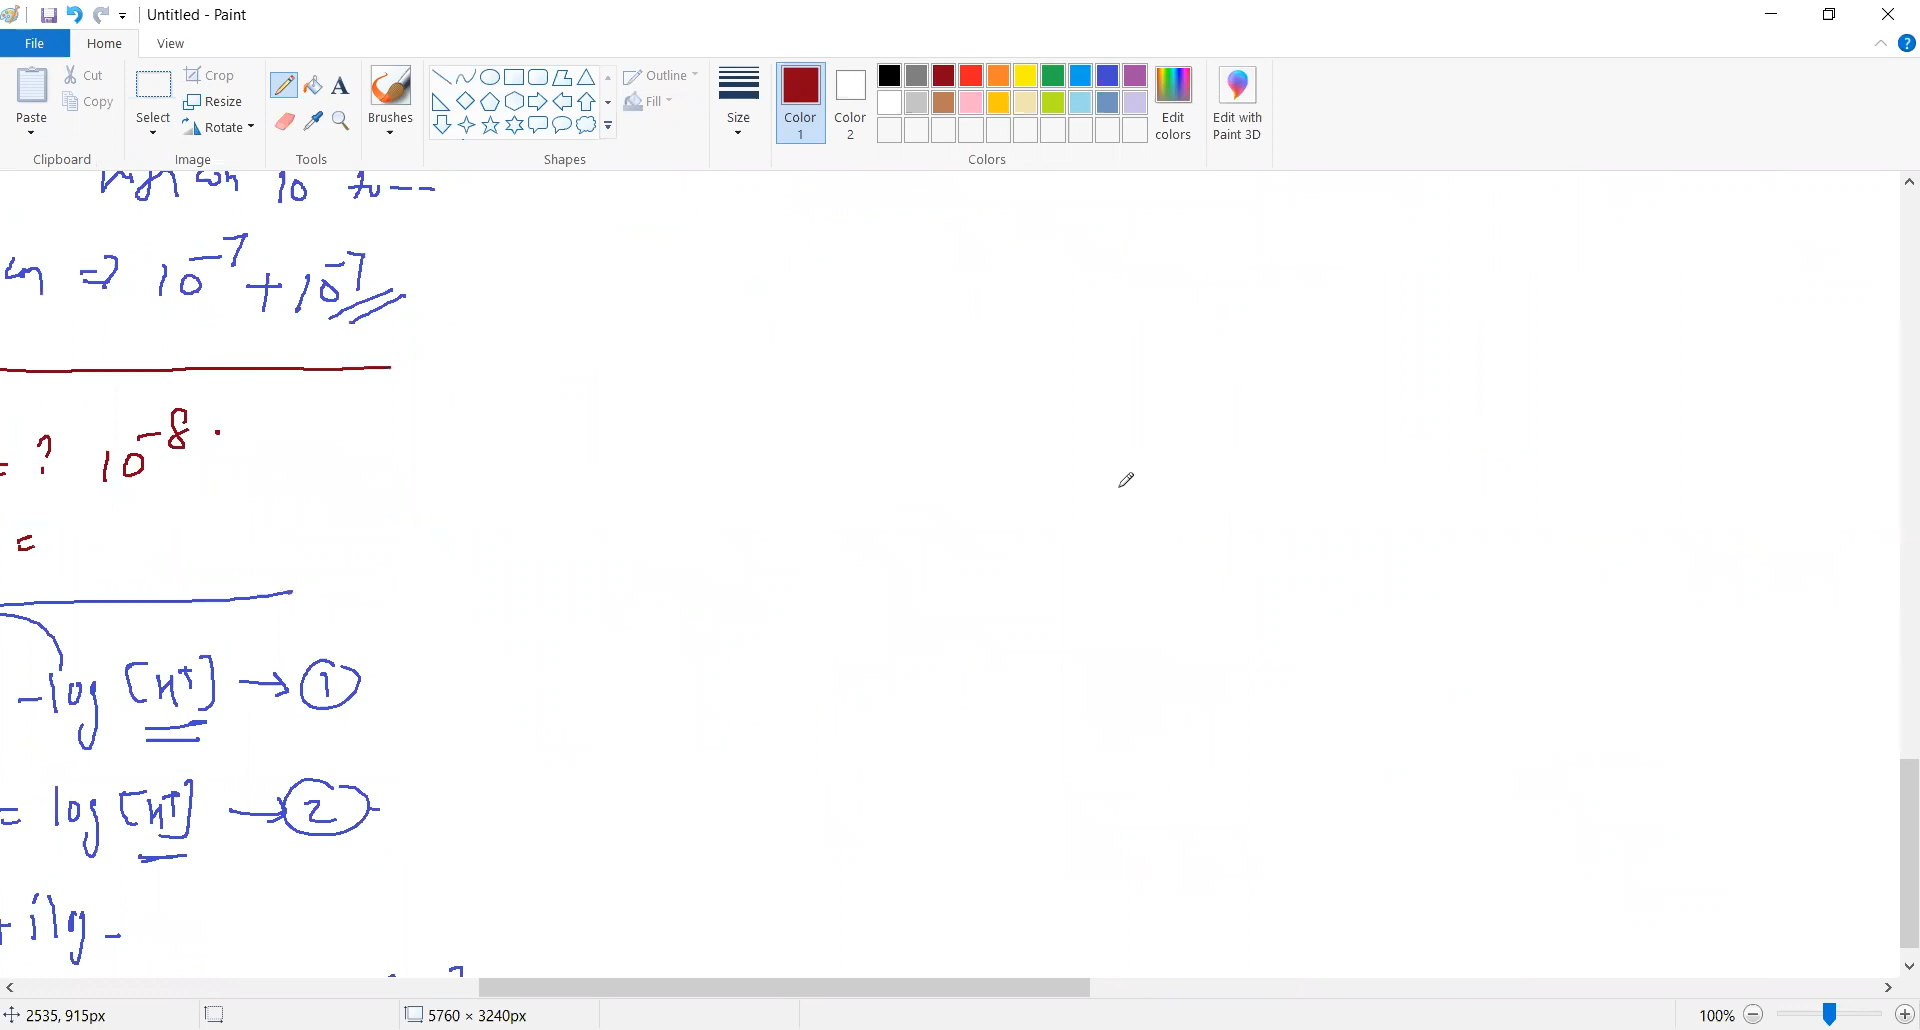 Untitled - Paint
File Home View
Paste
Cut
Copy
Clipboard
Select
Crop
Resize
Rotate
Image
Tools
Brushes
Shapes
Outline
Fill
Size
Color 1
Color 2
Edit colors
Edit with Paint 3D
Colors
10 to --
=> 10⁻⁷ + 10⁻⁷
= ? 10⁻⁸ .
=
-log [H⁺] → 1
= log [H⁺] → 2
2535, 915px
5760 × 3240px
100%